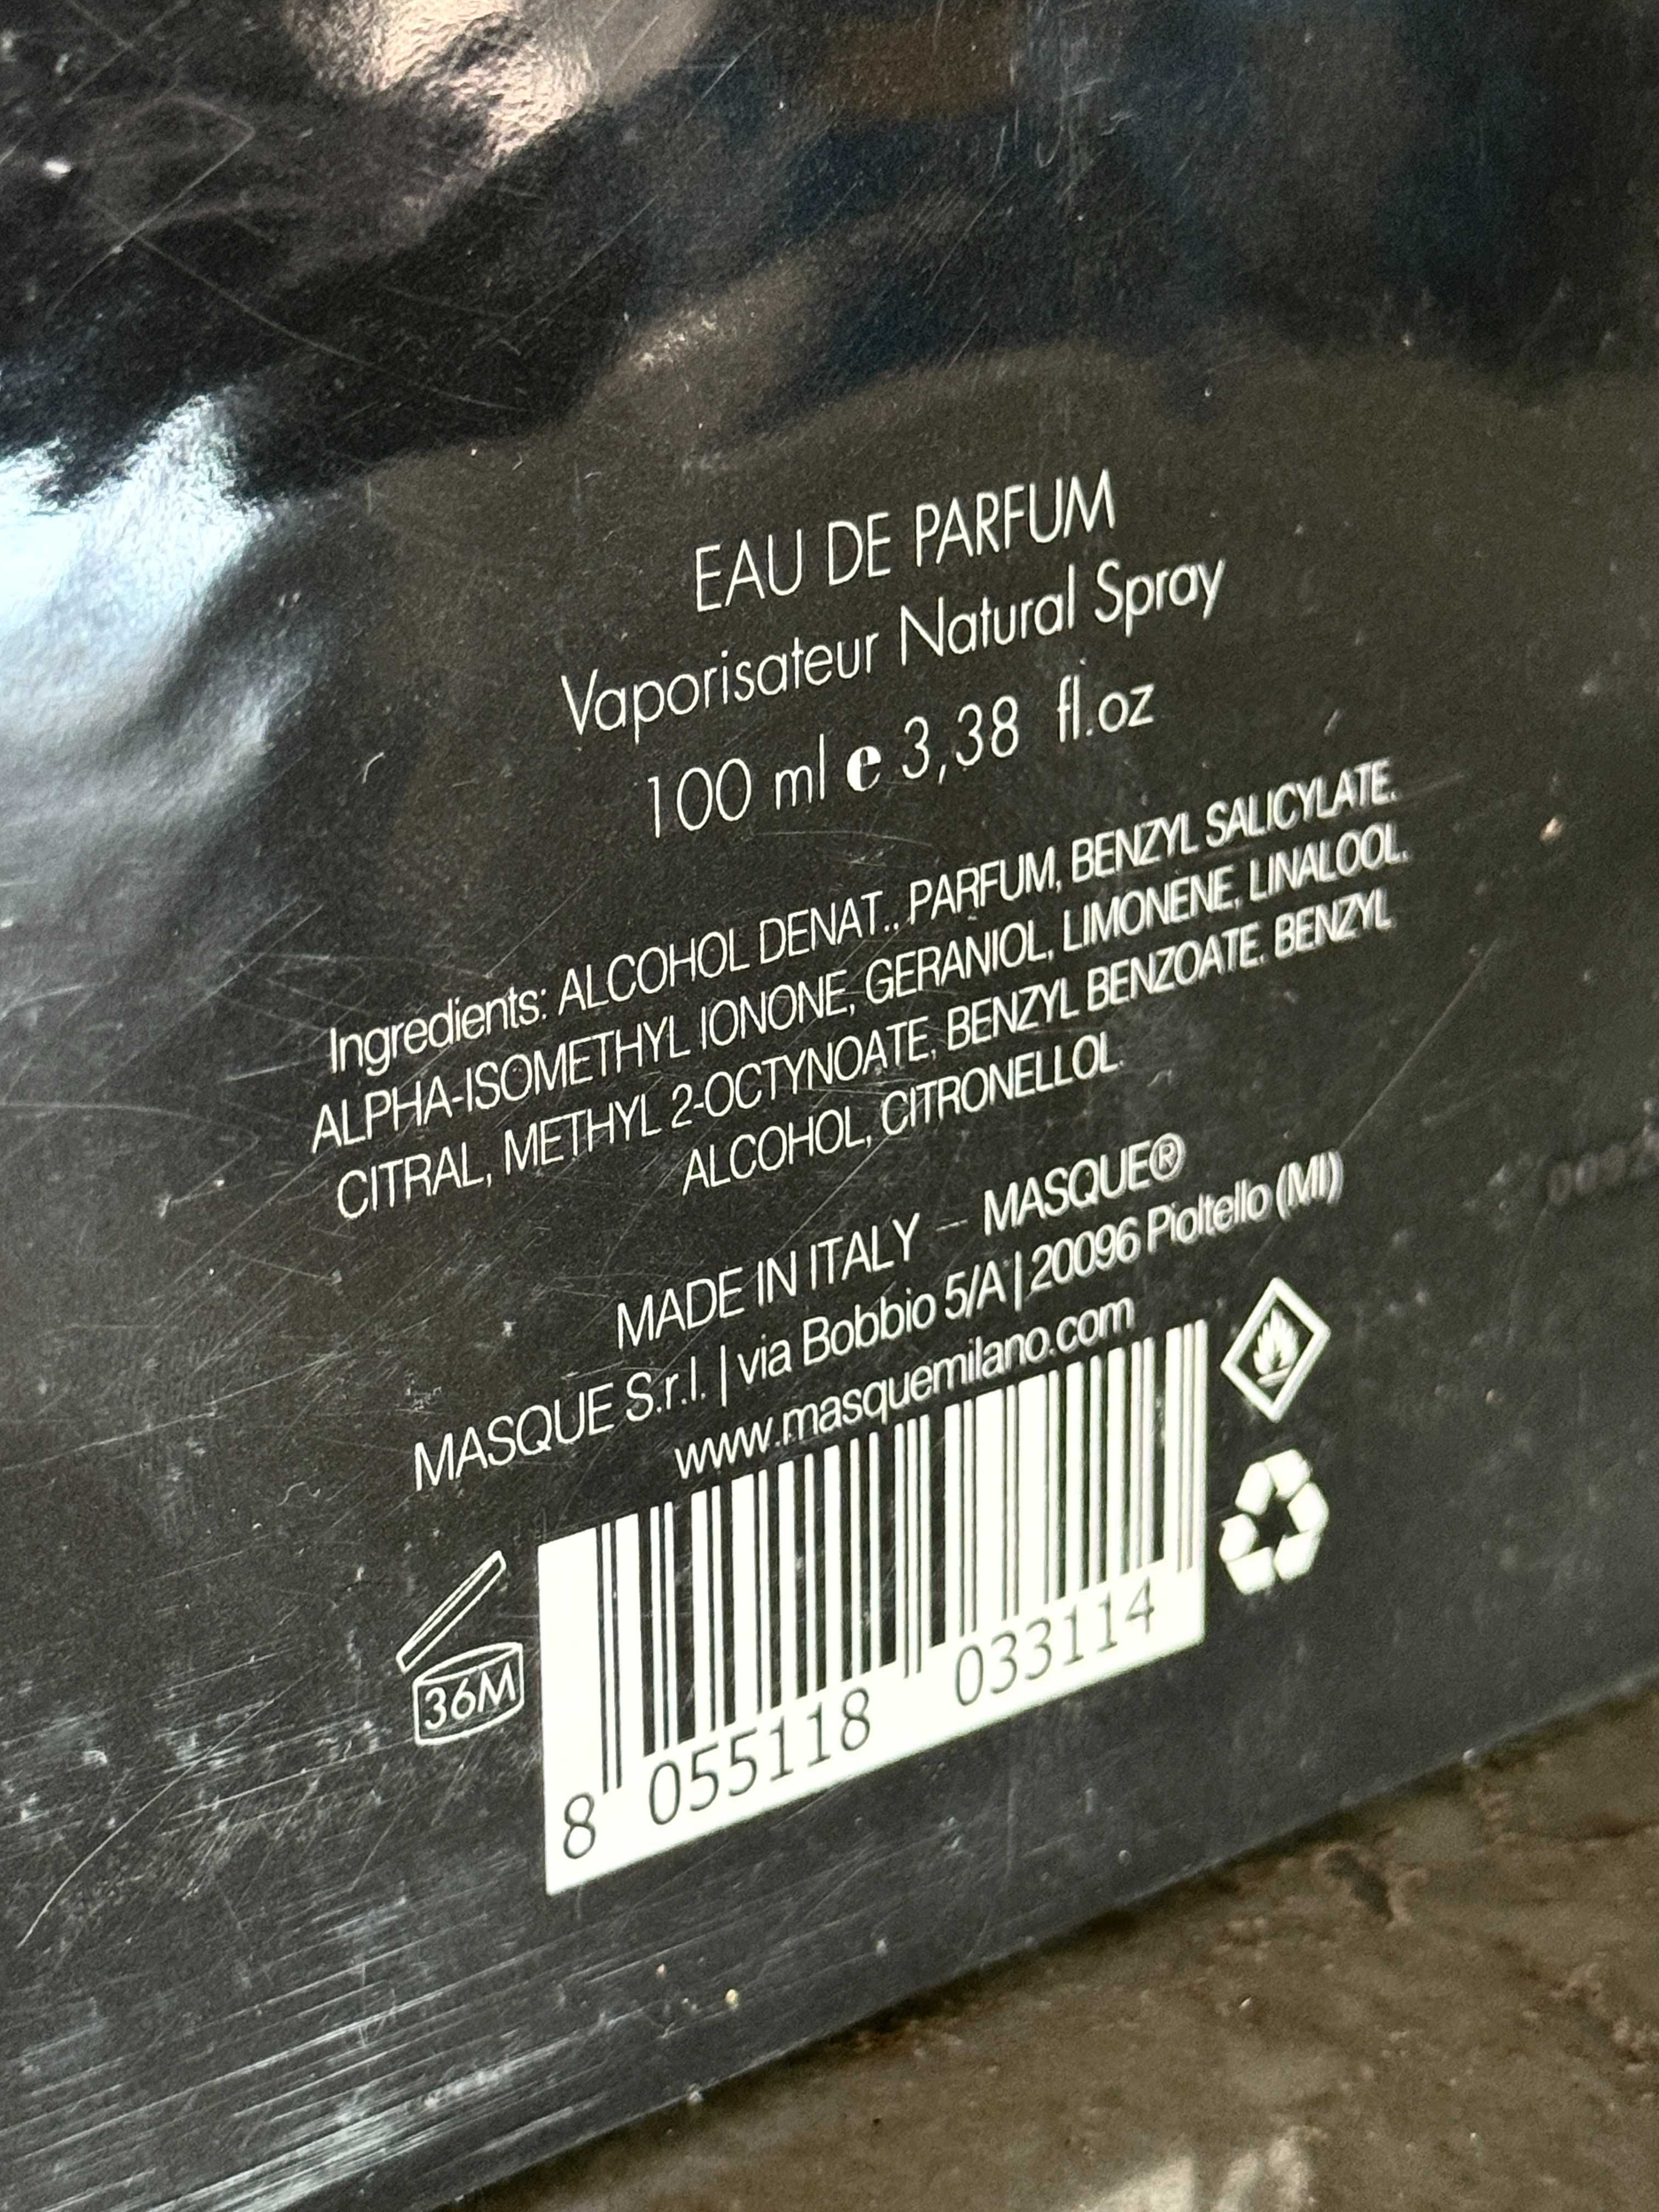 EAU DE PARFUM
Vaporisateur Natural Spray
100 ml e 3,38 fl.oz
Ingredients: ALCOHOL DENAT., PARFUM, BENZYL SALICYLATE,
ALPHA-ISOMETHYL IONONE, GERANIOL, LIMONENE, LINALOOL,
CITRAL, METHYL 2-OCTYNOATE, BENZYL BENZOATE, BENZYL
ALCOHOL, CITRONELLOL.
MADE IN ITALY – MASQUE®
MASQUE S.r.l. | via Bobbio 5/A | 20096 Pioltello (MI)
www.masquemilano.com
36M
8 055118 033114